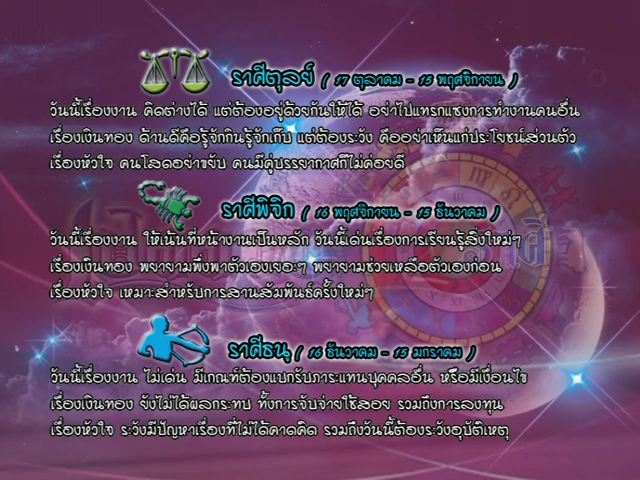 ราศีตุลย์ ( 17 ตุลาคม - 15 พฤศจิกายน )
วันนี้เรื่องงาน คิดต่างได้ แต่ต้องอยู่ด้วยกันให้ได้ อย่าไปแทรกแซงการทำงานคนอื่น
เรื่องเงินทอง ด้านดีคือรู้จักกินรู้จักเก็บ แต่ต้องระวัง คืออย่าเห็นแก่ประโยชน์ส่วนตัว
เรื่องหัวใจ คนโสดอย่าขยับ คนมีคู่บรรยากาศก็ไม่ค่อยดี
ราศีพิจิก ( 16 พฤศจิกายน - 15 ธันวาคม )
วันนี้เรื่องงาน ให้เน้นที่หน้างานเป็นหลัก วันนี้เด่นเรื่องการเรียนรู้สิ่งใหม่ๆ
เรื่องเงินทอง พยายามพึ่งพาตัวเองเยอะๆ พยายามช่วยเหลือตัวเองก่อน
เรื่องหัวใจ เหมาะสำหรับการสานสัมพันธ์ครั้งใหม่ๆ
ราศีธนู ( 16 ธันวาคม - 15 มกราคม )
วันนี้เรื่องงาน ไม่เด่น มีเกณฑ์ต้องแบกรับภาระแทนบุคคลอื่น หรือมีเงื่อนไข
เรื่องเงินทอง ยังไม่ได้ผลกระทบ ทั้งการจับจ่ายใช้สอย รวมถึงการลงทุน
เรื่องหัวใจ ระวังมีปัญหาเรื่องที่ไม่ได้คาดคิด รวมถึงวันนี้ต้องระวังอุบัติเหตุ